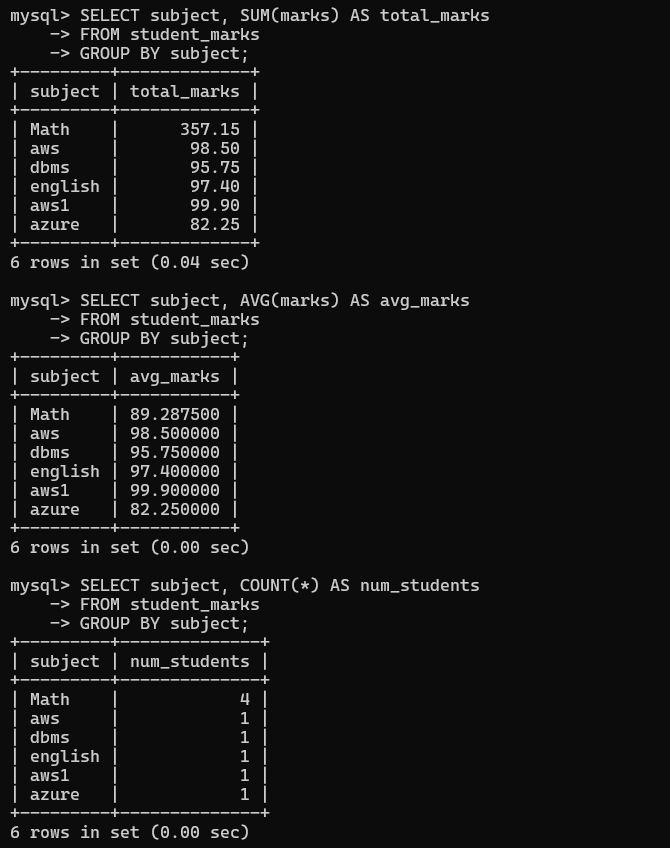 mysql> SELECT subject, SUM(marks) AS total_marks
    -> FROM student_marks
    -> GROUP BY subject;
+---------+-------------+
| subject | total_marks |
+---------+-------------+
| Math    |      357.15 |
| aws     |       98.50 |
| dbms    |       95.75 |
| english |       97.40 |
| aws1    |       99.90 |
| azure   |       82.25 |
+---------+-------------+
6 rows in set (0.04 sec)

mysql> SELECT subject, AVG(marks) AS avg_marks
    -> FROM student_marks
    -> GROUP BY subject;
+---------+-----------+
| subject | avg_marks |
+---------+-----------+
| Math    | 89.287500 |
| aws     | 98.500000 |
| dbms    | 95.750000 |
| english | 97.400000 |
| aws1    | 99.900000 |
| azure   | 82.250000 |
+---------+-----------+
6 rows in set (0.00 sec)

mysql> SELECT subject, COUNT(*) AS num_students
    -> FROM student_marks
    -> GROUP BY subject;
+---------+--------------+
| subject | num_students |
+---------+--------------+
| Math    |            4 |
| aws     |            1 |
| dbms    |            1 |
| english |            1 |
| aws1    |            1 |
| azure   |            1 |
+---------+--------------+
6 rows in set (0.00 sec)